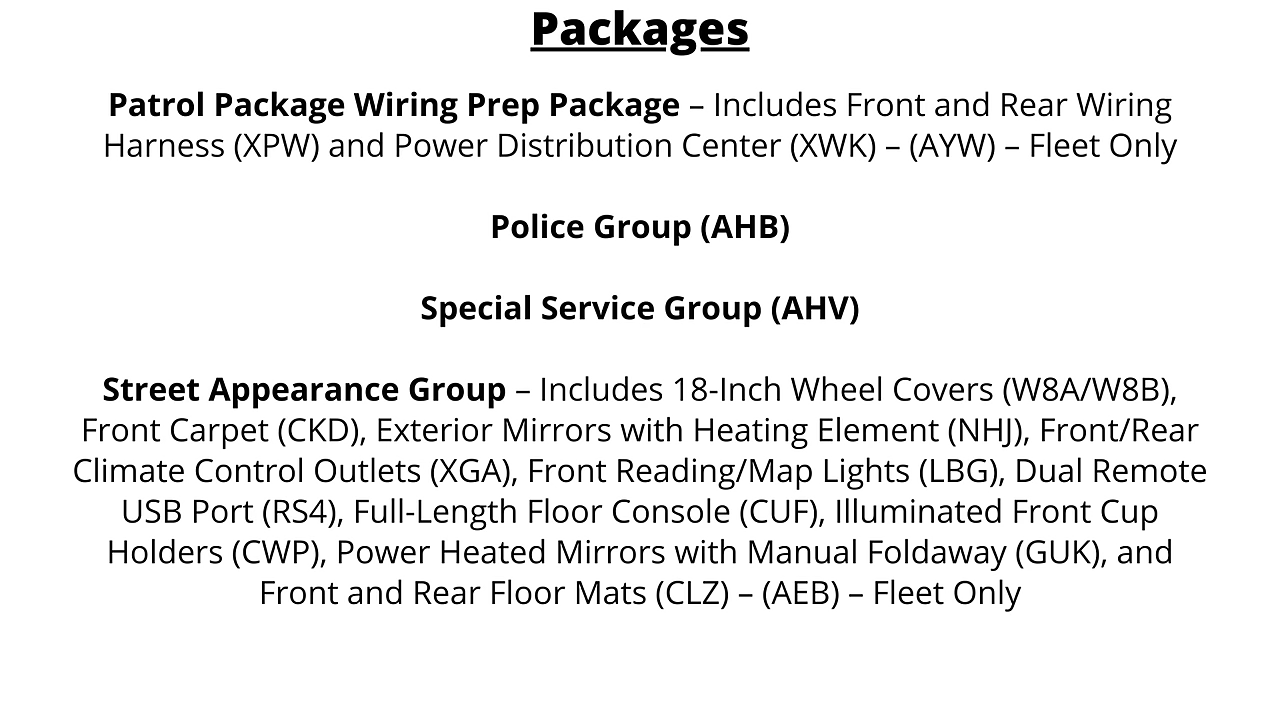 Packages
Patrol Package Wiring Prep Package – Includes Front and Rear Wiring
Harness (XPW) and Power Distribution Center (XWK) – (AYW) – Fleet Only
Police Group (AHB)
Special Service Group (AHV)
Street Appearance Group – Includes 18-Inch Wheel Covers (W8A/W8B),
Front Carpet (CKD), Exterior Mirrors with Heating Element (NHJ), Front/Rear
Climate Control Outlets (XGA), Front Reading/Map Lights (LBG), Dual Remote
USB Port (RS4), Full-Length Floor Console (CUF), Illuminated Front Cup
Holders (CWP), Power Heated Mirrors with Manual Foldaway (GUK), and
Front and Rear Floor Mats (CLZ) – (AEB) – Fleet Only